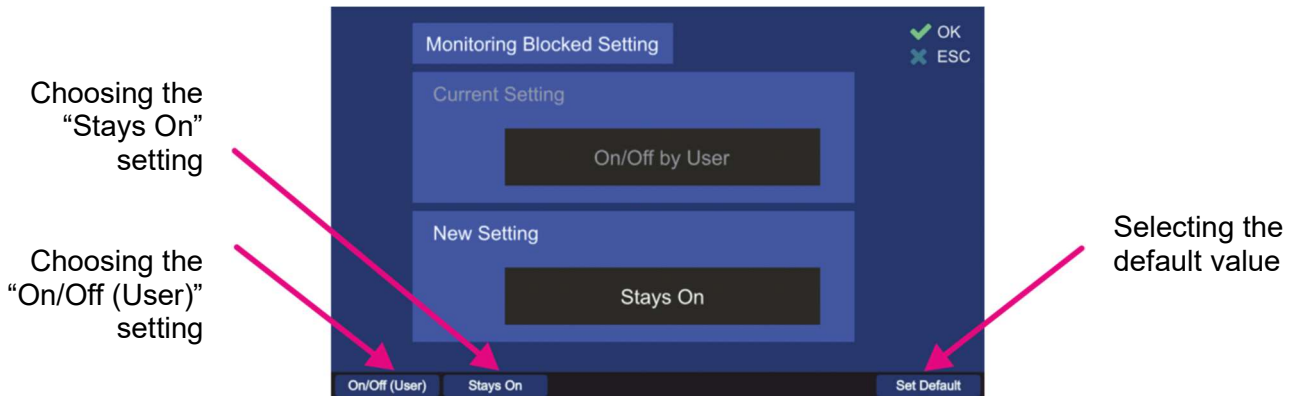 Monitoring Blocked Setting
OK
ESC
Current Setting
On/Off by User
New Setting
Stays On
On/Off (User)
Stays On
Set Default
Choosing the
“Stays On”
setting
Choosing the
“On/Off (User)”
setting
Selecting the
default value